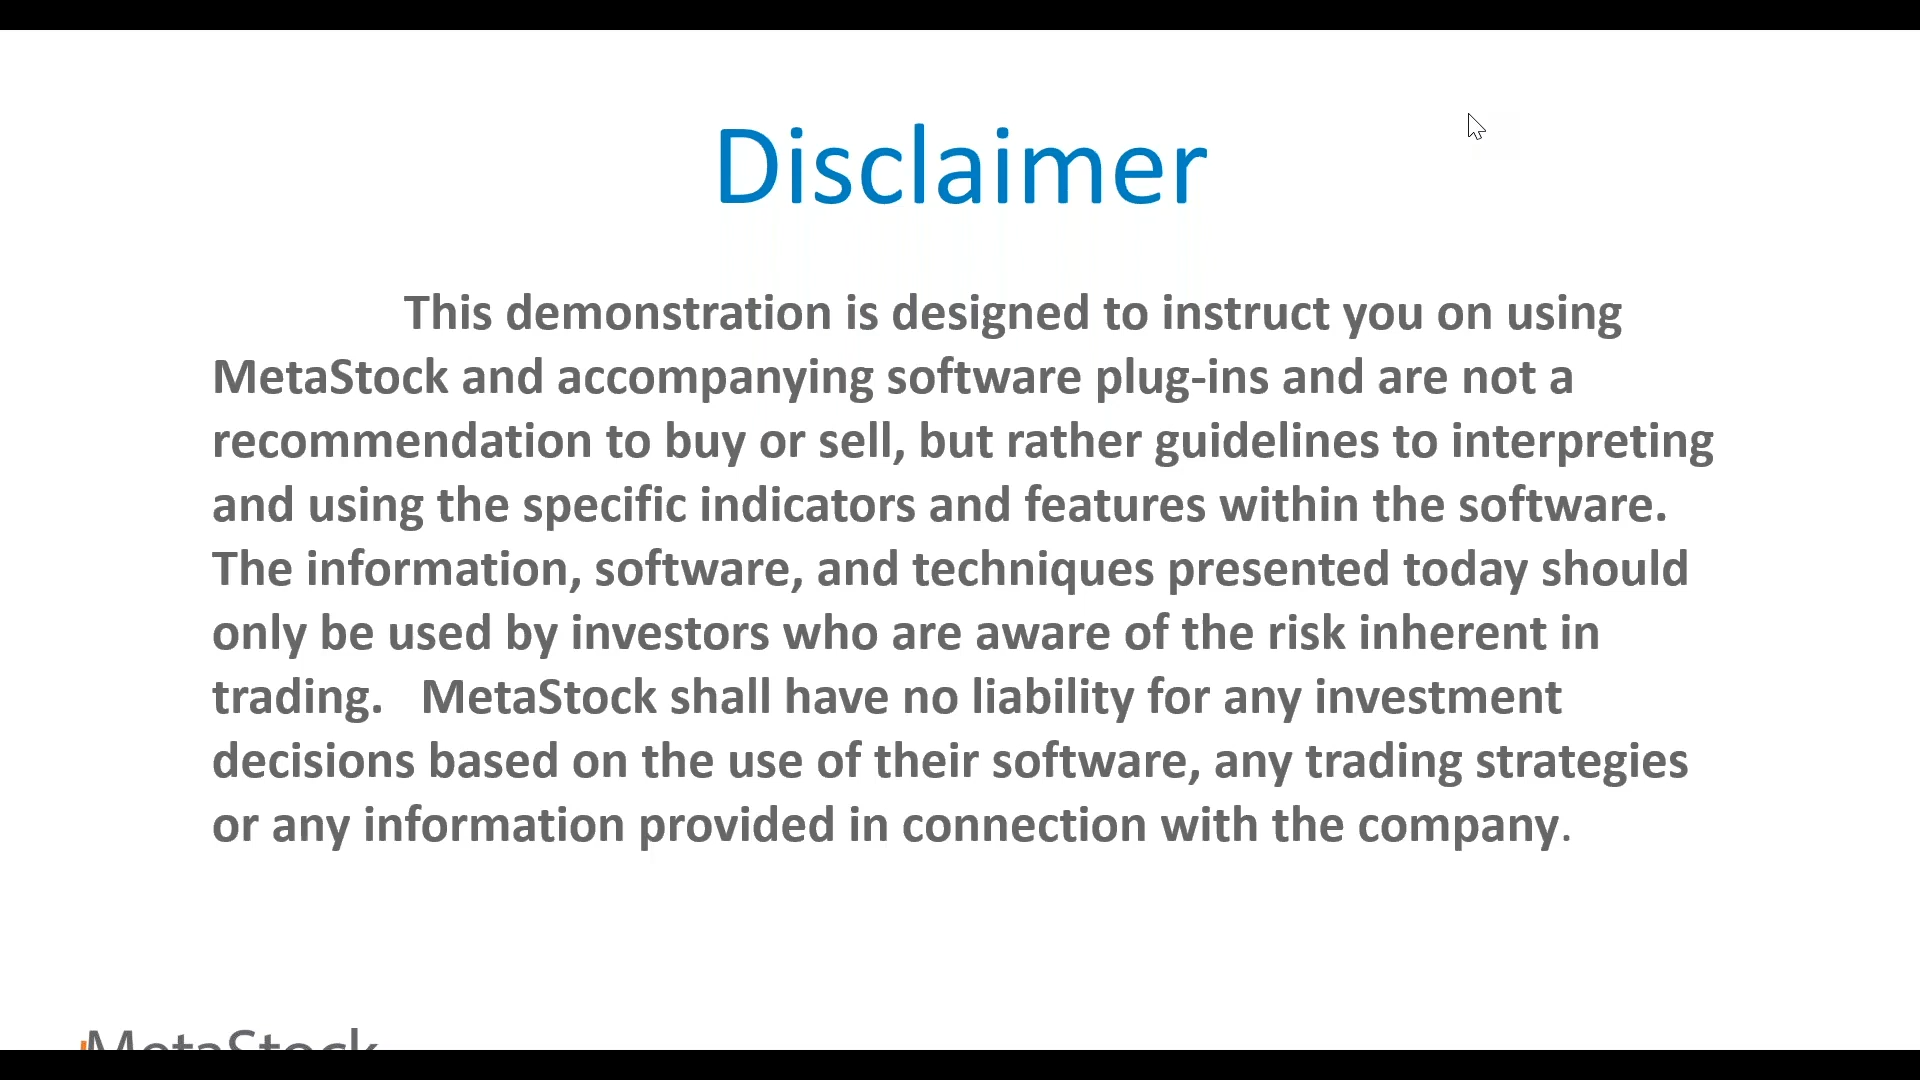 Disclaimer
This demonstration is designed to instruct you on using
MetaStock and accompanying software plug-ins and are not a
recommendation to buy or sell, but rather guidelines to interpreting
and using the specific indicators and features within the software.
The information, software, and techniques presented today should
only be used by investors who are aware of the risk inherent in
trading.   MetaStock shall have no liability for any investment
decisions based on the use of their software, any trading strategies
or any information provided in connection with the company.
MetaStock